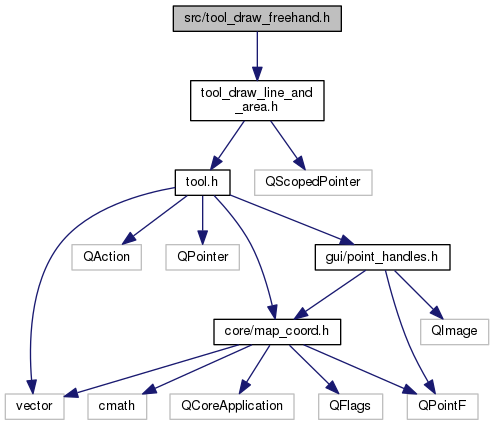 src/tool_draw_freehand.h
tool_draw_line_and
_area.h
tool.h
QScopedPointer
QAction
QPointer
gui/point_handles.h
core/map_coord.h
QImage
vector
cmath
QCoreApplication
QFlags
QPointF